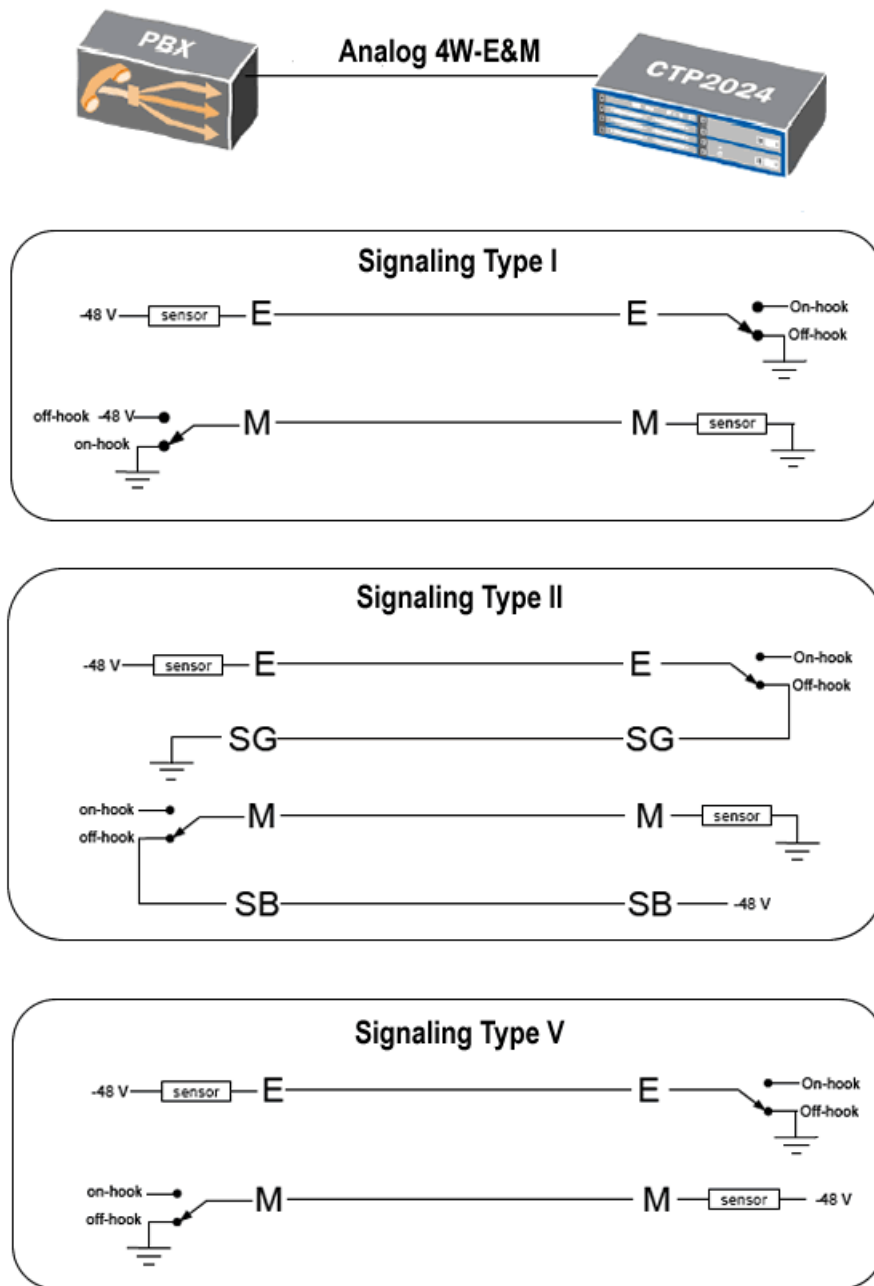 PBX
Analog 4W-E&M
CTP2024
Signaling Type I
-48 V sensor E E On-hook
Off-hook
off-hook -48 V M M sensor
on-hook
Signaling Type II
-48 V sensor E E On-hook
Off-hook
SG SG
on-hook M M sensor
off-hook
SB SB -48 V
Signaling Type V
-48 V sensor E E On-hook
Off-hook
on-hook M M sensor -48 V
off-hook